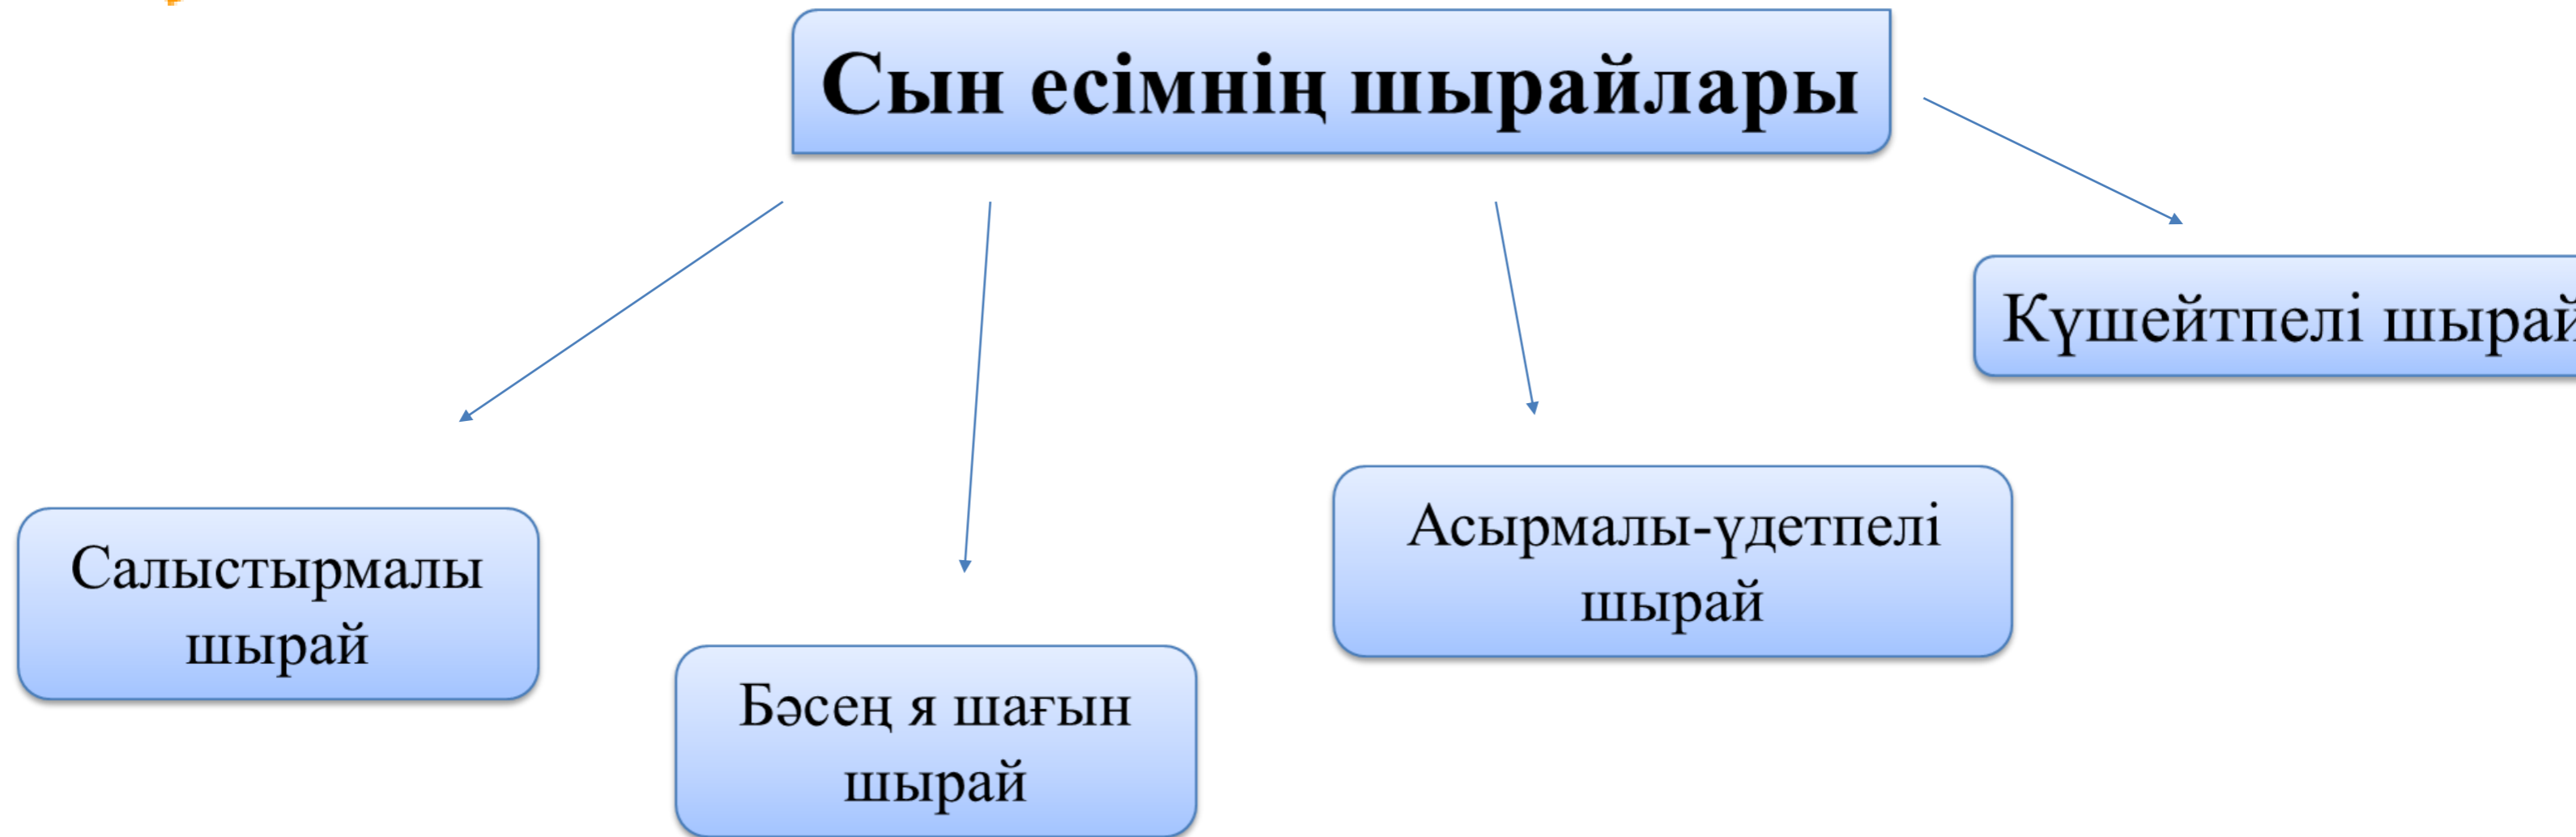 Сын есімнің шырайлары
Күшейтпелі шырай
Асырмалы-үдетпелі
шырай
Салыстырмалы
шырай
Бәсең я шағын
шырай